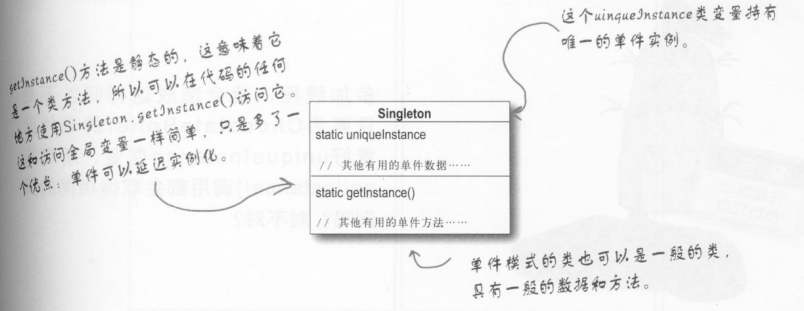 getInstance()方法是静态的，这意味着它
是一个类方法，所以可以在代码的任何
地方使用Singleton.getInstance()访问它。
这和访问全局变量一样简单，只是多了一
个优点：单件可以延迟实例化。
这个uinqueInstance类变量持有
唯一的单件实例。
Singleton
static uniqueInstance
// 其他有用的单件数据……
static getInstance()
// 其他有用的单件方法……
单件模式的类也可以是一般的类，
具有一般的数据和方法。